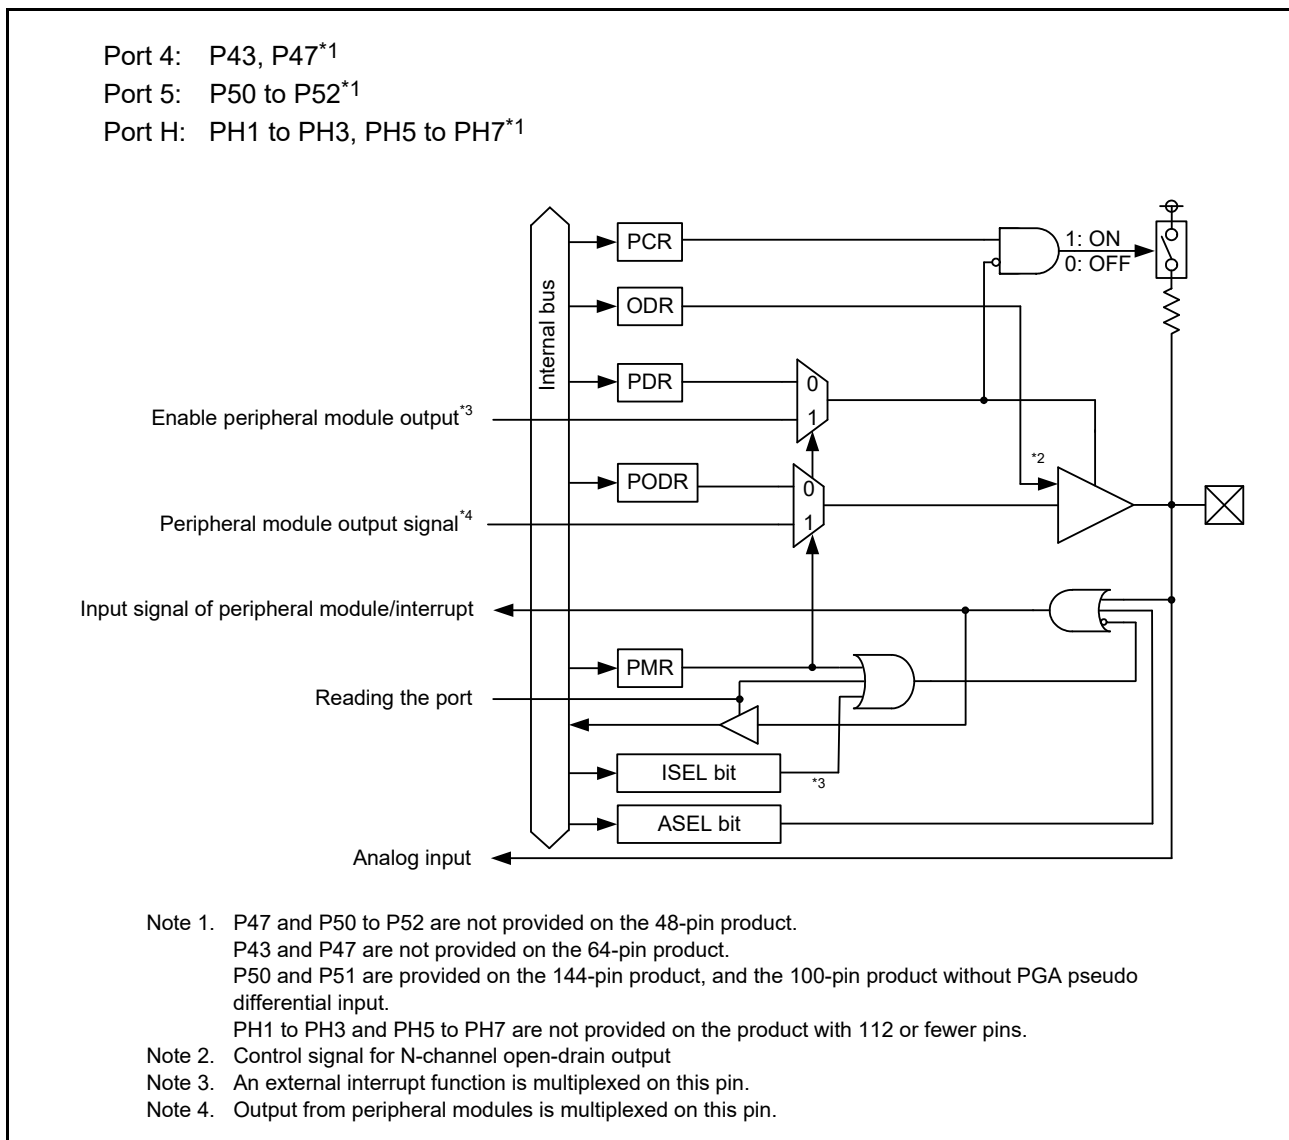 Port 4: P43, P47*1
Port 5: P50 to P52*1
Port H: PH1 to PH3, PH5 to PH7*1
Internal bus
PCR
1: ON
0: OFF
ODR
PDR
0
1
Enable peripheral module output*3
*2
PODR
0
1
Peripheral module output signal*4
Input signal of peripheral module/interrupt
PMR
Reading the port
ISEL bit
*3
ASEL bit
Analog input
Note 1. P47 and P50 to P52 are not provided on the 48-pin product.
P43 and P47 are not provided on the 64-pin product.
P50 and P51 are provided on the 144-pin product, and the 100-pin product without PGA pseudo
differential input.
PH1 to PH3 and PH5 to PH7 are not provided on the product with 112 or fewer pins.
Note 2. Control signal for N-channel open-drain output
Note 3. An external interrupt function is multiplexed on this pin.
Note 4. Output from peripheral modules is multiplexed on this pin.